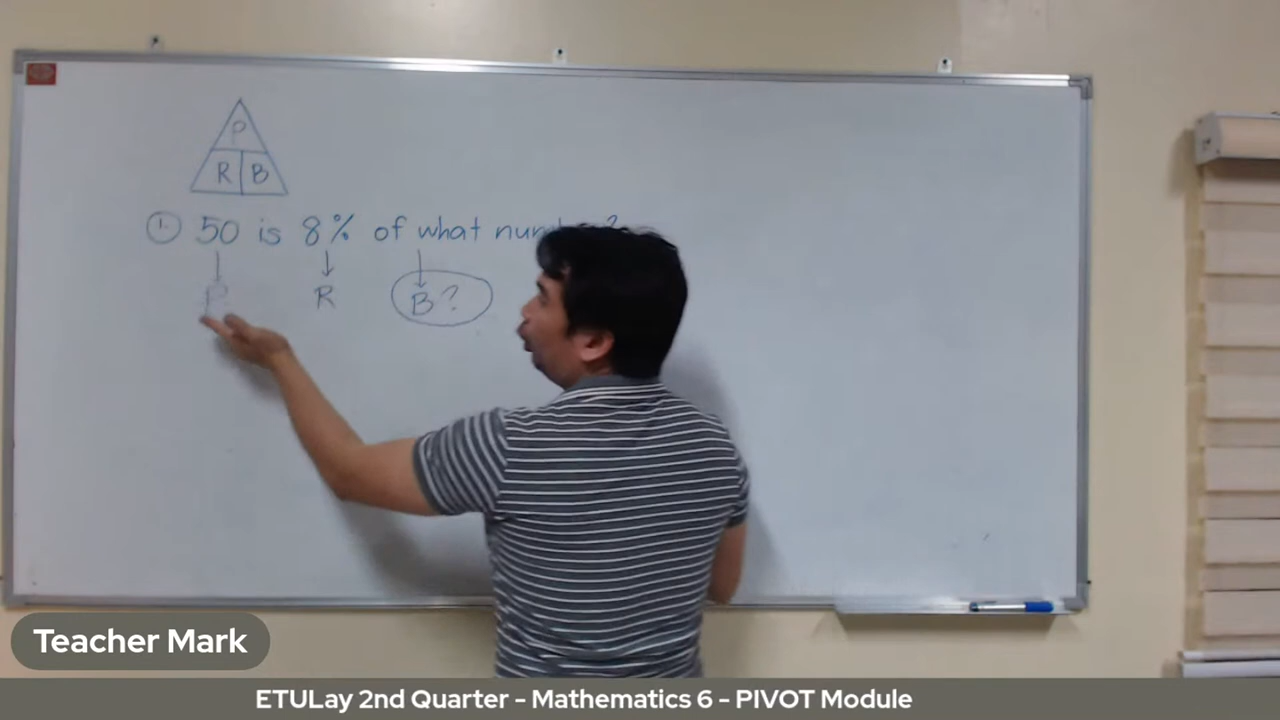 P
R B
1. 50 is 8% of what number?
P R B?
Teacher Mark
ETULay 2nd Quarter - Mathematics 6 - PIVOT Module